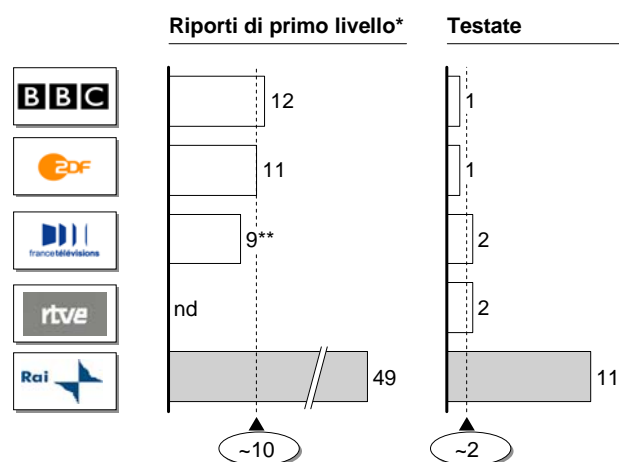 Riporti di primo livello* Testate
BBC 12 1
ZDF 11 1
francetélévisions 9** 2
rtve nd 2
Rai 49 11
~10 ~2